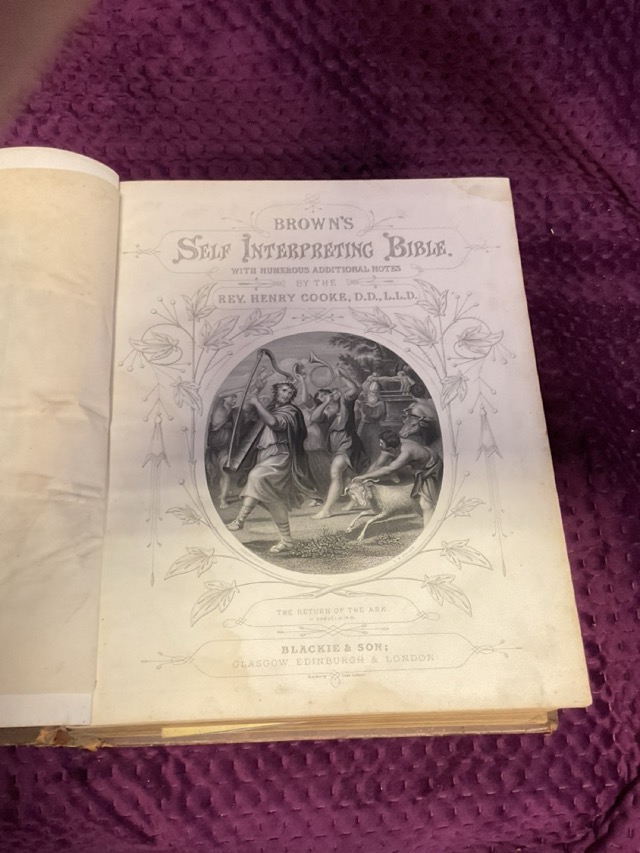 BROWN'S
SELF INTERPRETING BIBLE.
WITH NUMEROUS ADDITIONAL NOTES
BY THE
REV. HENRY COOKE, D.D., L.L.D.
THE RETURN OF THE ARK
BLACKIE & SON;
GLASGOW, EDINBURGH & LONDON.